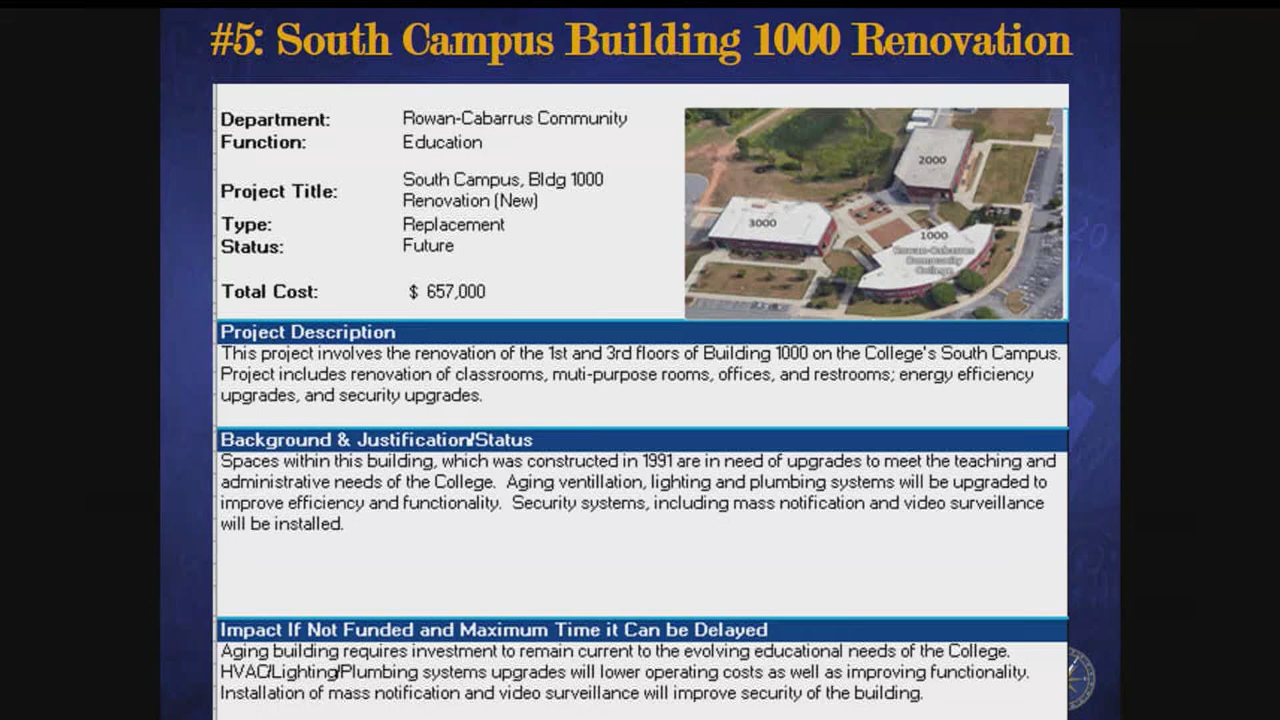 #5: South Campus Building 1000 Renovation
Department: Rowan-Cabarrus Community
Function: Education
Project Title: South Campus, Bldg 1000
Renovation (New)
Type: Replacement
Status: Future
Total Cost: $ 657,000
2000
3000
1000
Rowan-Cabarrus
Community
College
Project Description
This project involves the renovation of the 1st and 3rd floors of Building 1000 on the College's South Campus.
Project includes renovation of classrooms, muti-purpose rooms, offices, and restrooms; energy efficiency
upgrades, and security upgrades.
Background & Justification/Status
Spaces within this building, which was constructed in 1991 are in need of upgrades to meet the teaching and
administrative needs of the College. Aging ventillation, lighting and plumbing systems will be upgraded to
improve efficiency and functionality. Security systems, including mass notification and video surveillance
will be installed.
Impact If Not Funded and Maximum Time it Can be Delayed
Aging building requires investment to remain current to the evolving educational needs of the College.
HVAC/Lighting/Plumbing systems upgrades will lower operating costs as well as improving functionality.
Installation of mass notification and video surveillance will improve security of the building.